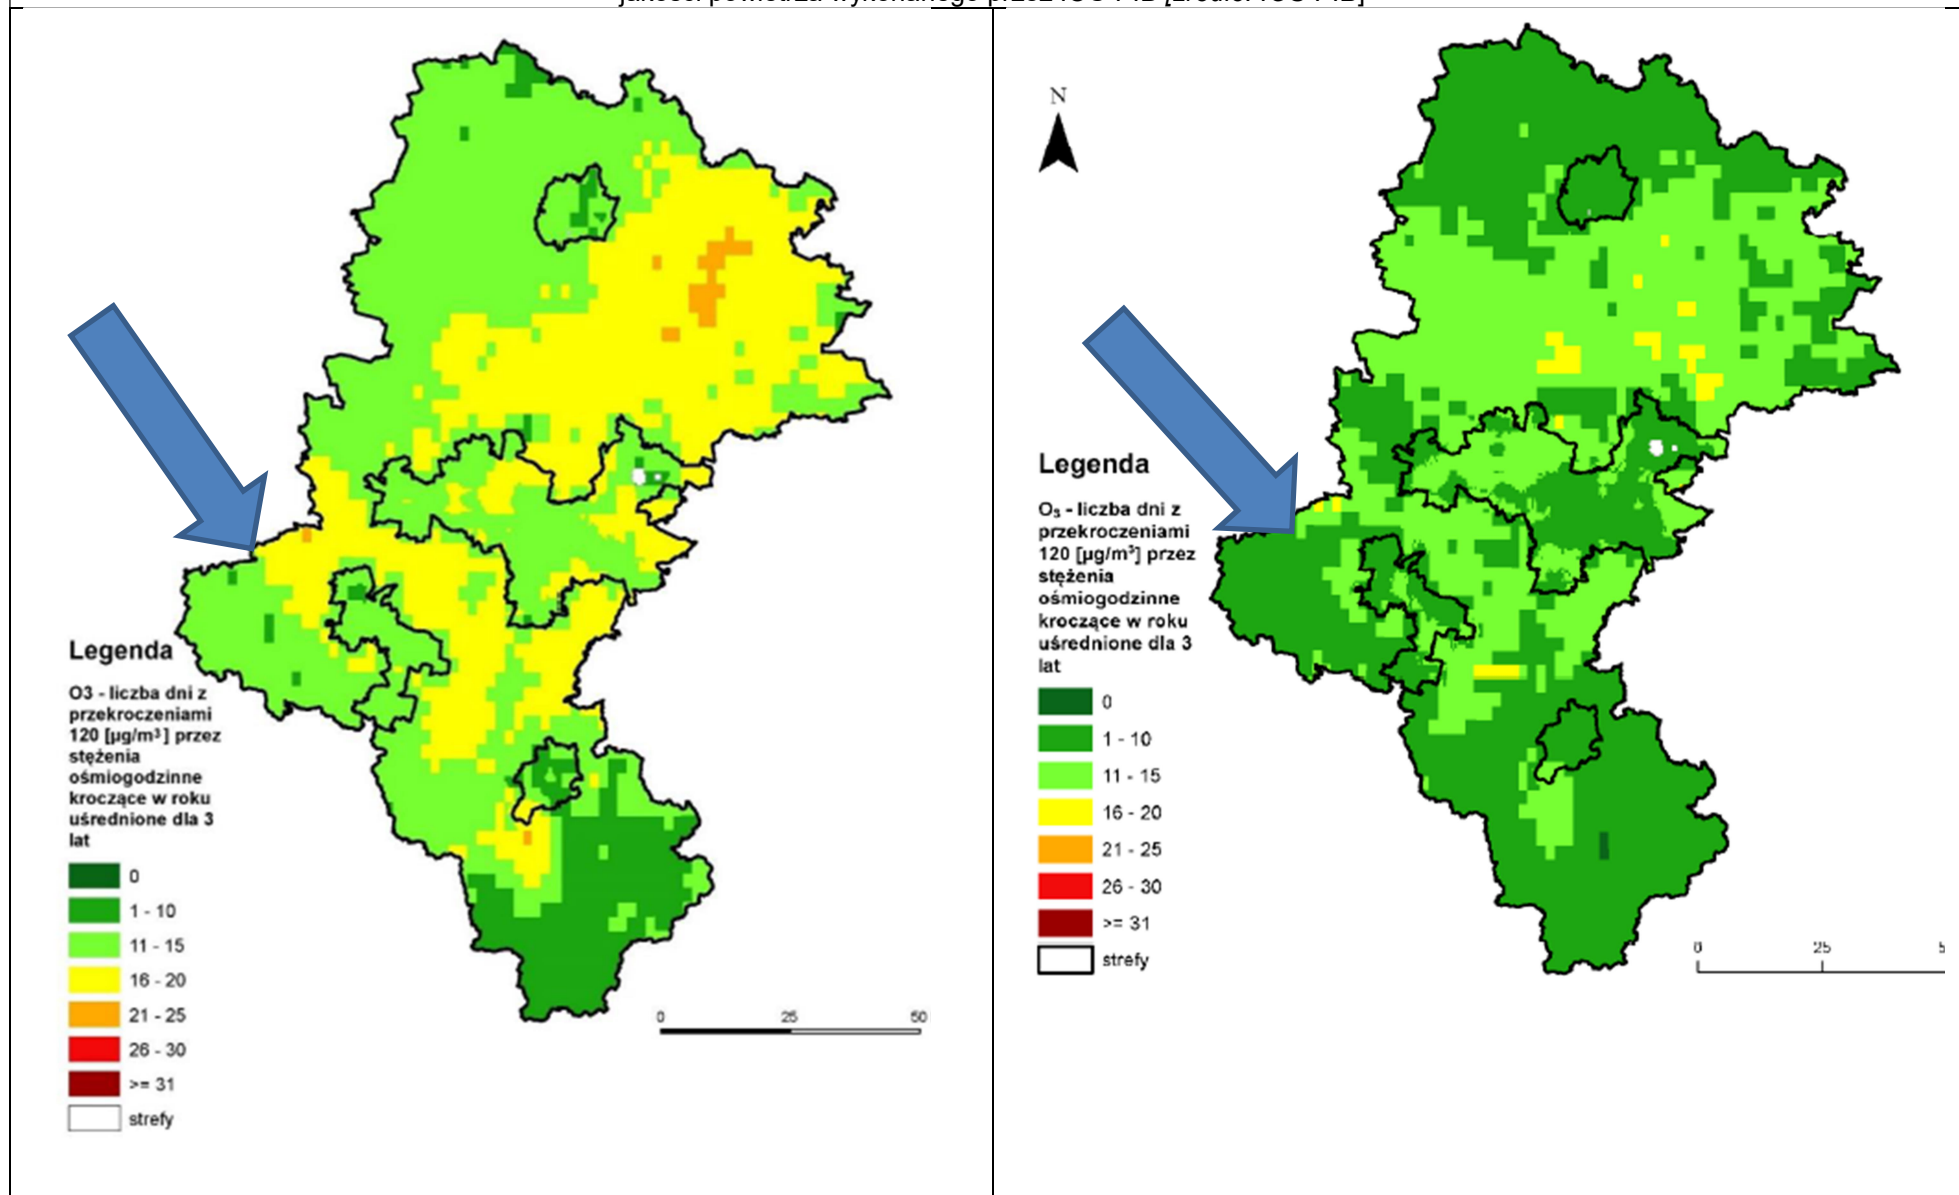 Legenda
O3 - liczba dni z
przekroczeniami
120 [µg/m³] przez
stężenia
ośmiogodzinne
kroczące w roku
uśrednione dla 3
lat
0
1 - 10
11 - 15
16 - 20
21 - 25
26 - 30
>= 31
strefy
0 25 50
N
Legenda
O₃ - liczba dni z
przekroczeniami
120 [µg/m³] przez
stężenia
ośmiogodzinne
kroczące w roku
uśrednione dla 3
lat
0
1 - 10
11 - 15
16 - 20
21 - 25
26 - 30
>= 31
strefy
0 25